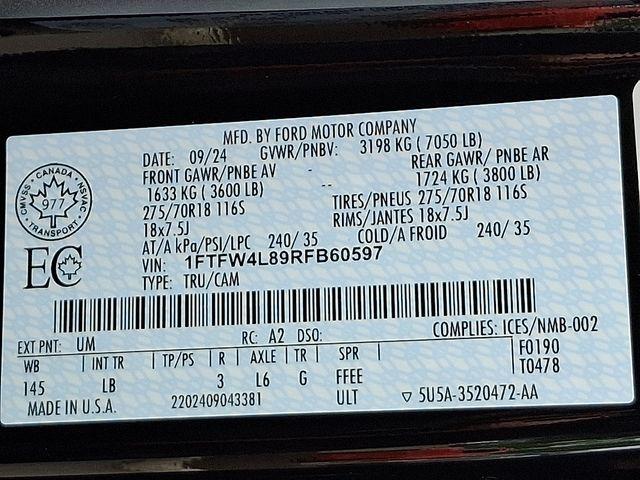 MFD. BY FORD MOTOR COMPANY
DATE: 09/24 GVWR/PNBV: 3198 KG ( 7050 LB)
FRONT GAWR/PNBE AV REAR GAWR/ PNBE AR
1633 KG ( 3600 LB) -- 1724 KG ( 3800 LB)
275/70R18 116S -- TIRES/PNEUS 275/70R18 116S
18x7.5J RIMS/JANTES 18x7.5J
AT/A kPa/PSI/LPC 240/ 35 COLD/A FROID 240/ 35
VIN: 1FTFW4L89RFB60597
TYPE: TRU/CAM
CMVSS CANADA NSVAC
977
TRANSPORT
EC
EXT PNT: UM RC: A2 DSO: COMPLIES: ICES/NMB-002
WB INT TR TP/PS R AXLE TR SPR F0190
T0478
145 LB 3 L6 G FFEE
MADE IN U.S.A. 2202409043381 ULT ▽ 5U5A-3520472-AA